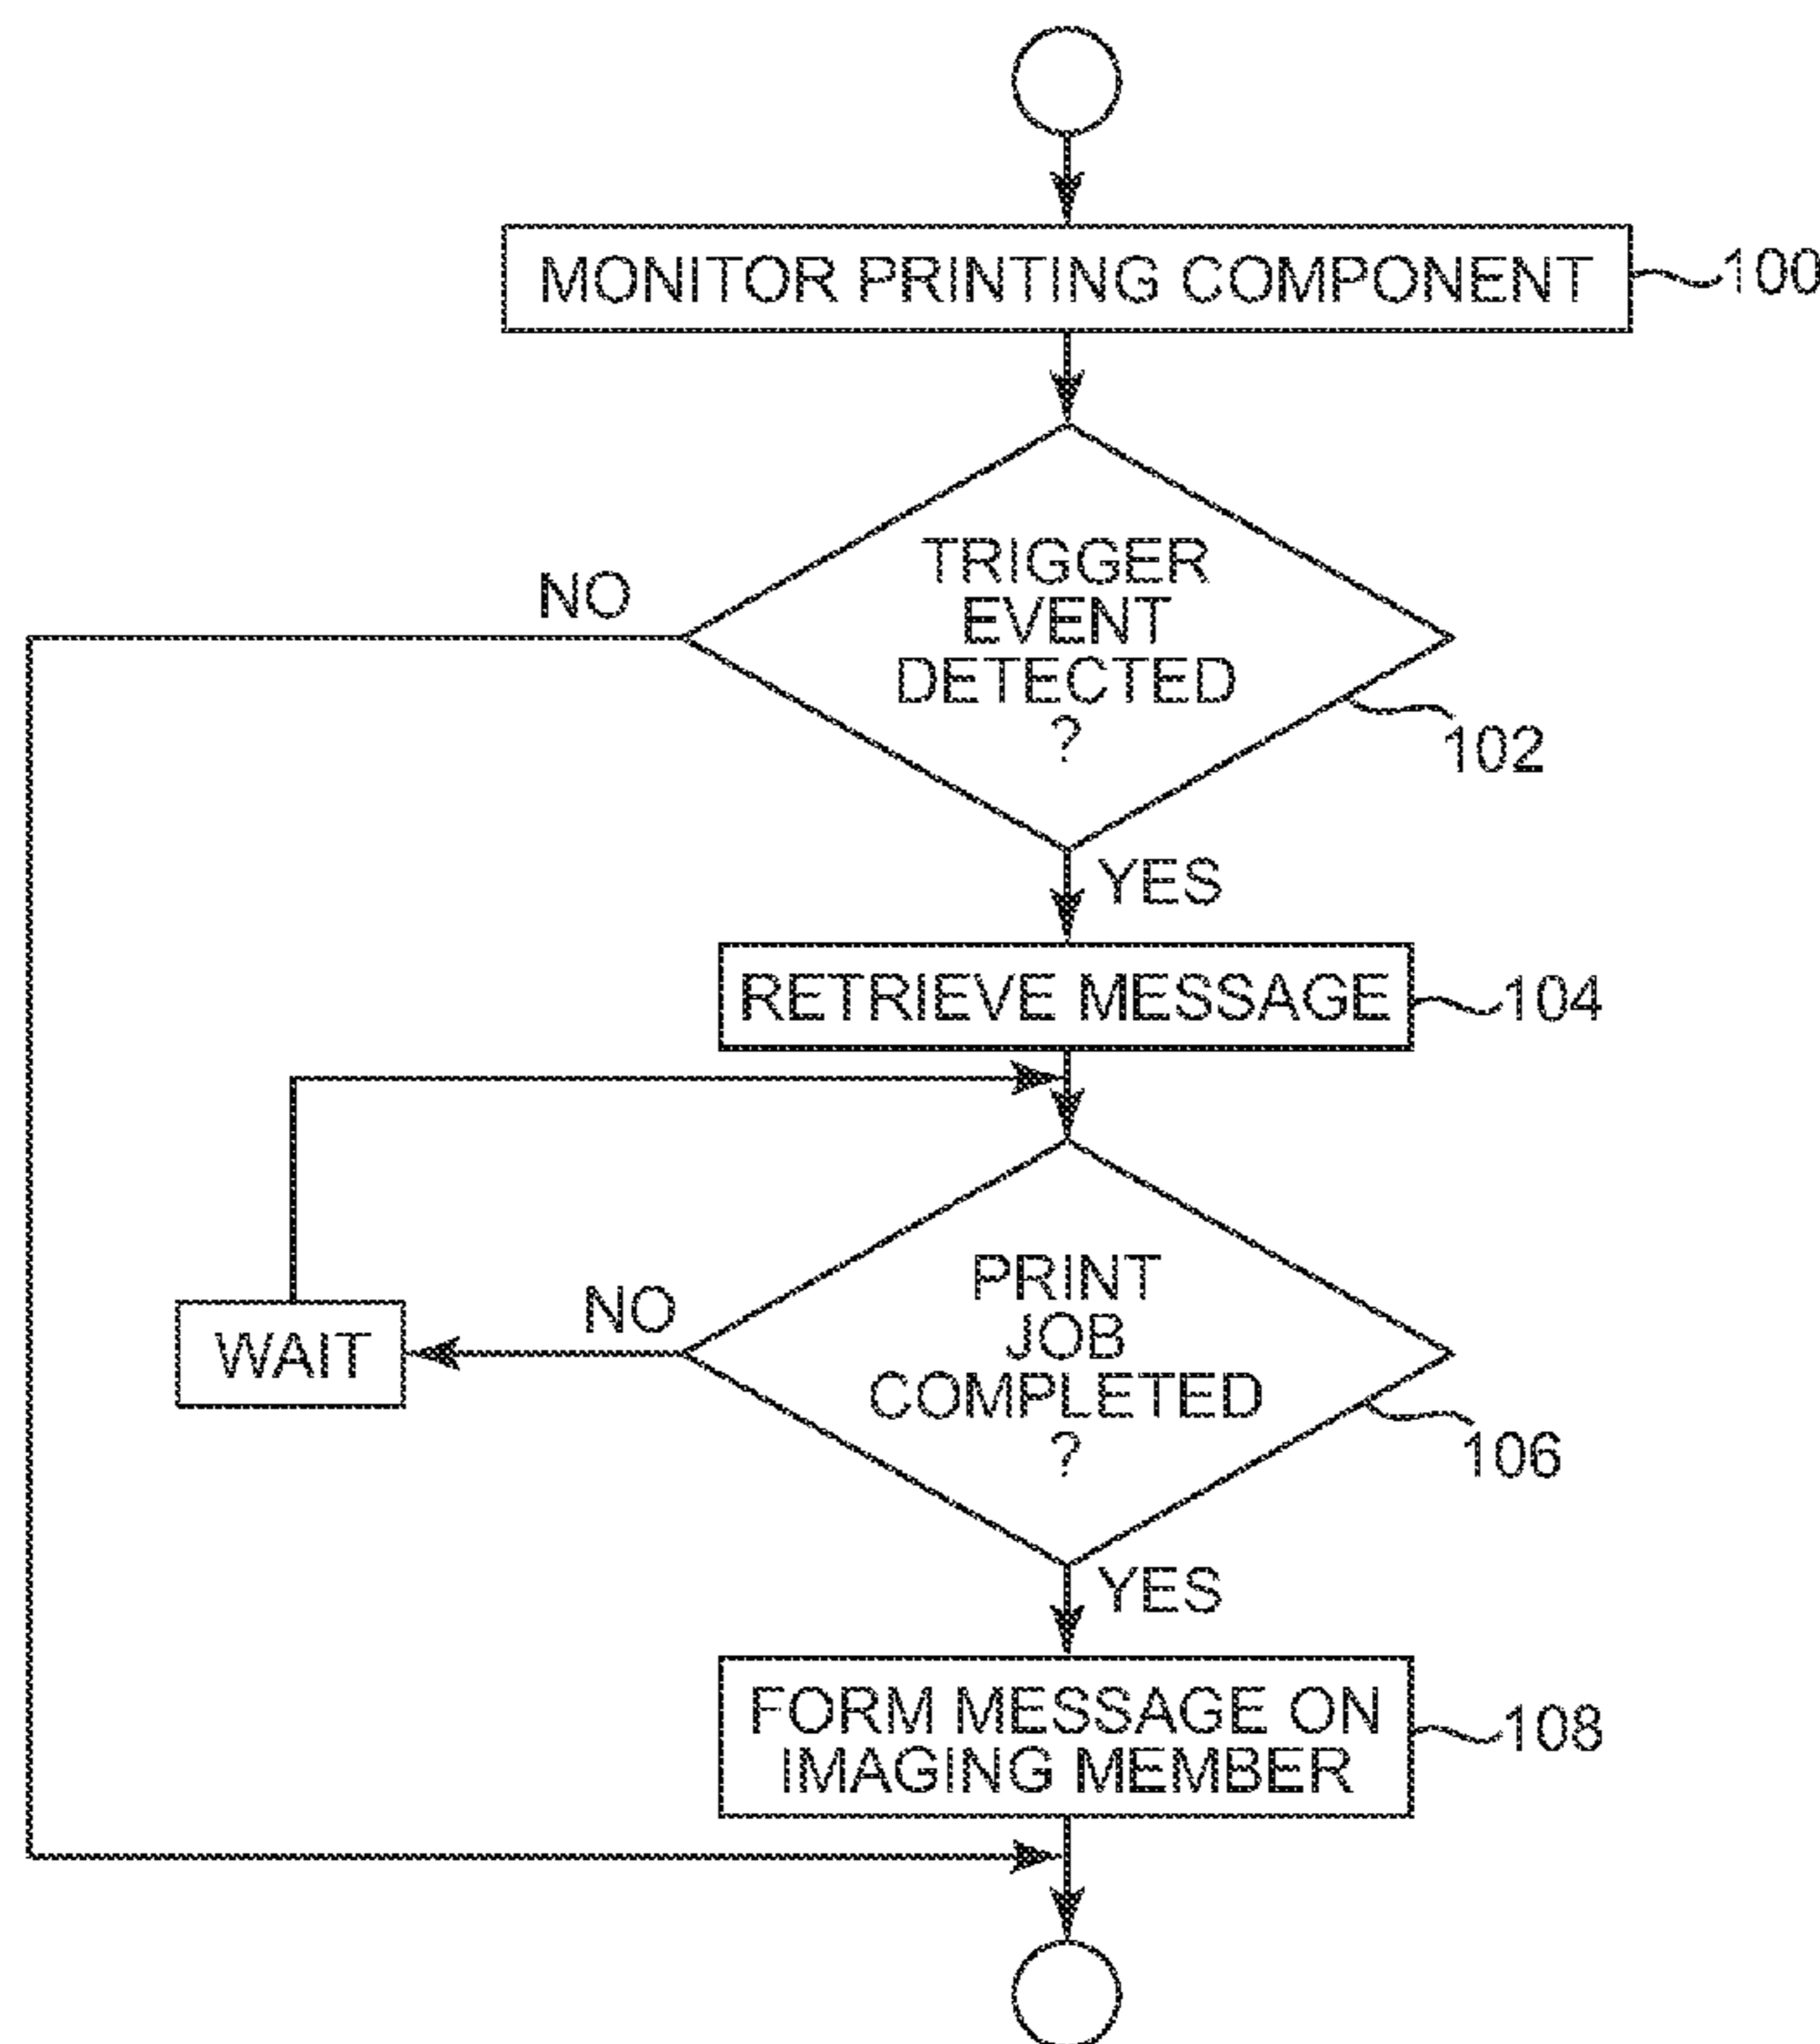 MONITOR PRINTING COMPONENT
100
TRIGGER
EVENT
DETECTED
?
NO
102
YES
RETRIEVE MESSAGE
104
PRINT
JOB
COMPLETED
?
NO
WAIT
106
YES
FORM MESSAGE ON
IMAGING MEMBER
108